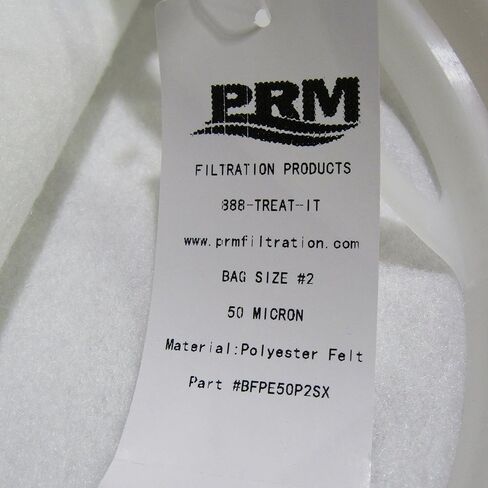 PRM
FILTRATION PRODUCTS
888-TREAT-IT
www.prmfiltration.com
BAG SIZE #2
50 MICRON
Material:Polyester Felt
Part #BFPE50P2SX